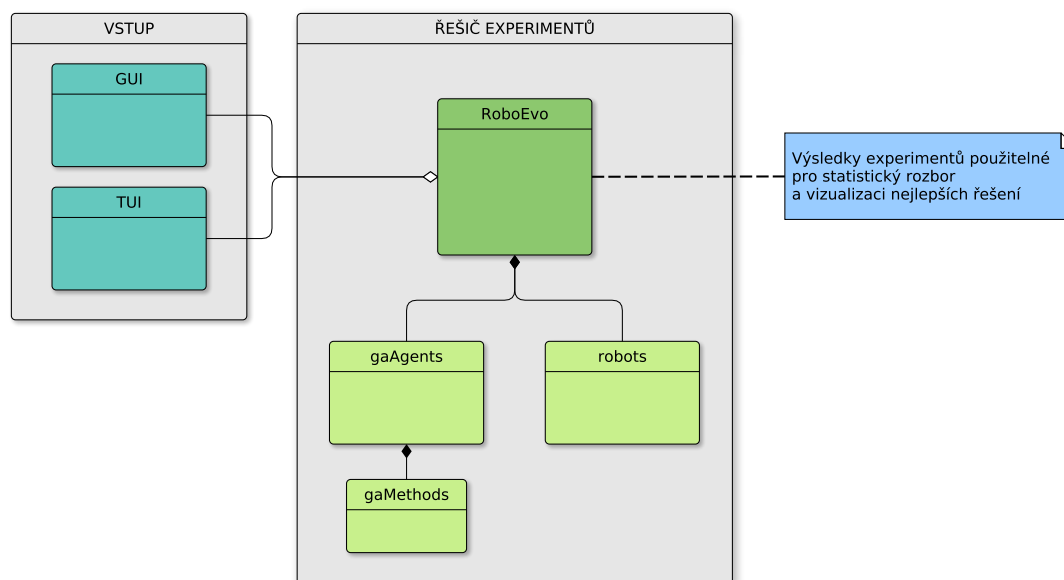 VSTUP
GUI
TUI
ŘEŠIČ EXPERIMENTŮ
RoboEvo
gaAgents
robots
gaMethods
Výsledky experimentů použitelné
pro statistický rozbor
a vizualizaci nejlepších řešení